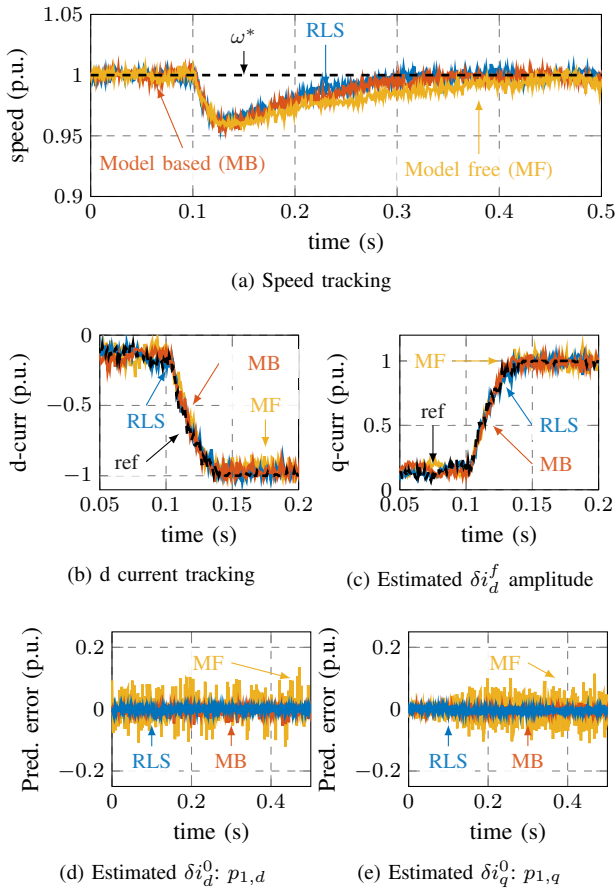 ω*
RLS
1.05
1
0.95
0.9
speed (p.u.)
Model based (MB)
Model free (MF)
0 0.1 0.2 0.3 0.4 0.5
time (s)
(a) Speed tracking
0
−0.5
−1
d-curr (p.u.)
MB
RLS
MF
ref
0.05 0.1 0.15 0.2
time (s)
(b) d current tracking
1
0.5
0
q-curr (p.u.)
MF
RLS
ref
MB
0.05 0.1 0.15 0.2
time (s)
(c) Estimated δi_d^f amplitude
0.2
0
−0.2
Pred. error (p.u.)
MF
RLS
MB
0 0.2 0.4
time (s)
(d) Estimated δi_d^0: p_{1,d}
0.2
0
−0.2
Pred. error (p.u.)
MF
RLS
MB
0 0.2 0.4
time (s)
(e) Estimated δi_q^0: p_{1,q}